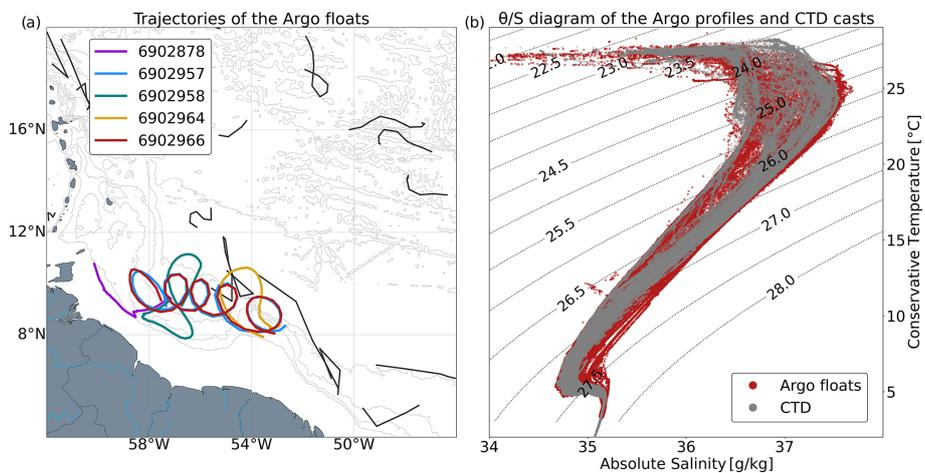 (a)
Trajectories of the Argo floats
6902878
6902957
6902958
6902964
6902966
16°N
12°N
8°N
58°W
54°W
50°W
(b)
θ/S diagram of the Argo profiles and CTD casts
22.5
23.0
23.5
24.0
24.5
25.0
25.5
26.0
26.5
27.0
28.0
25
20
15
10
5
Conservative Temperature [°C]
Argo floats
CTD
34
35
36
37
Absolute Salinity [g/kg]